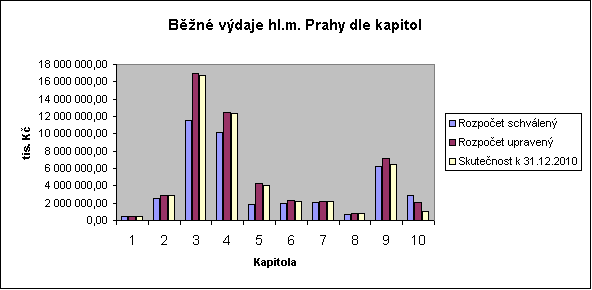 Běžné výdaje hl.m. Prahy dle kapitol
18 000 000,00
16 000 000,00
14 000 000,00
12 000 000,00
10 000 000,00
8 000 000,00
6 000 000,00
4 000 000,00
2 000 000,00
0,00
tis. Kč
1 2 3 4 5 6 7 8 9 10
Kapitola
Rozpočet schválený
Rozpočet upravený
Skutečnost k 31.12.2010